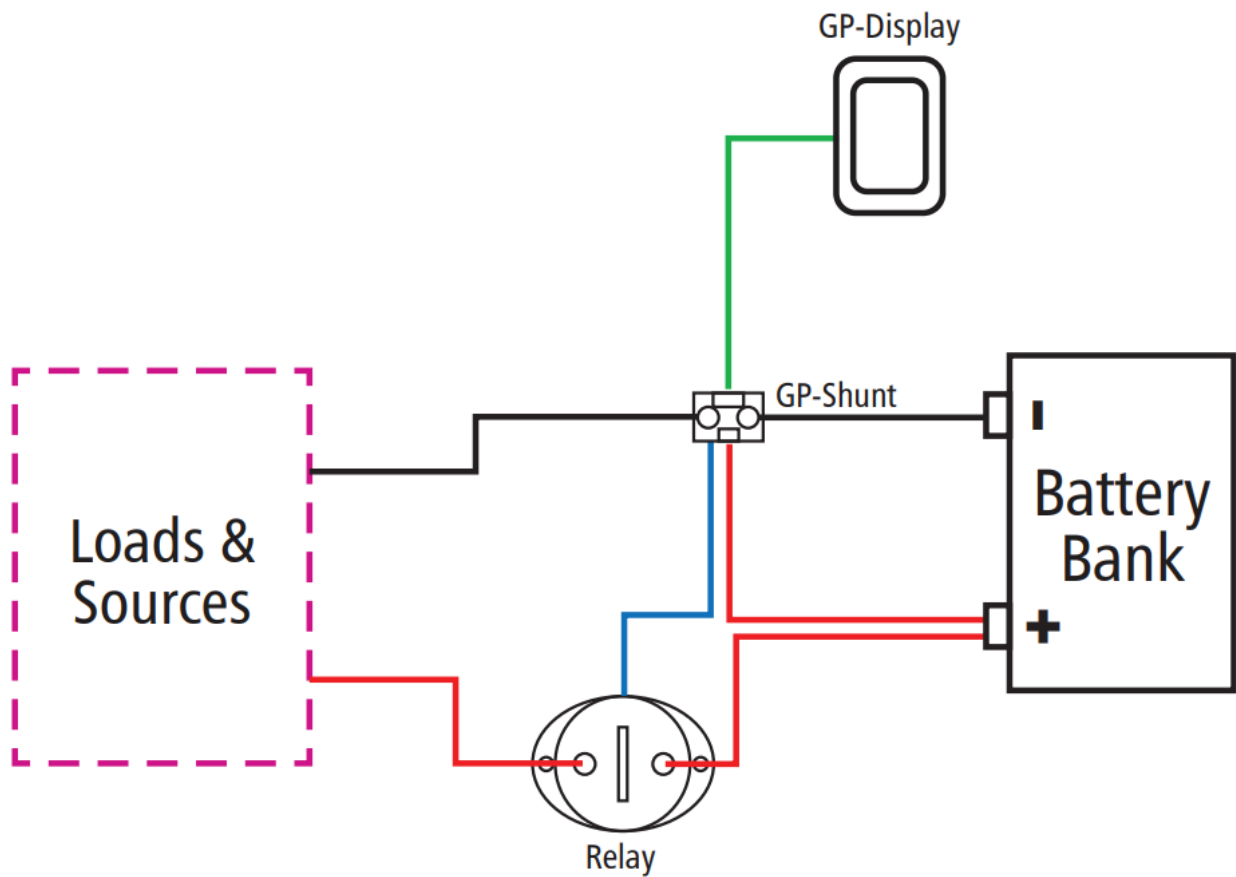 GP-Display
GP-Shunt
-
Battery
Bank
+
Loads &
Sources
Relay